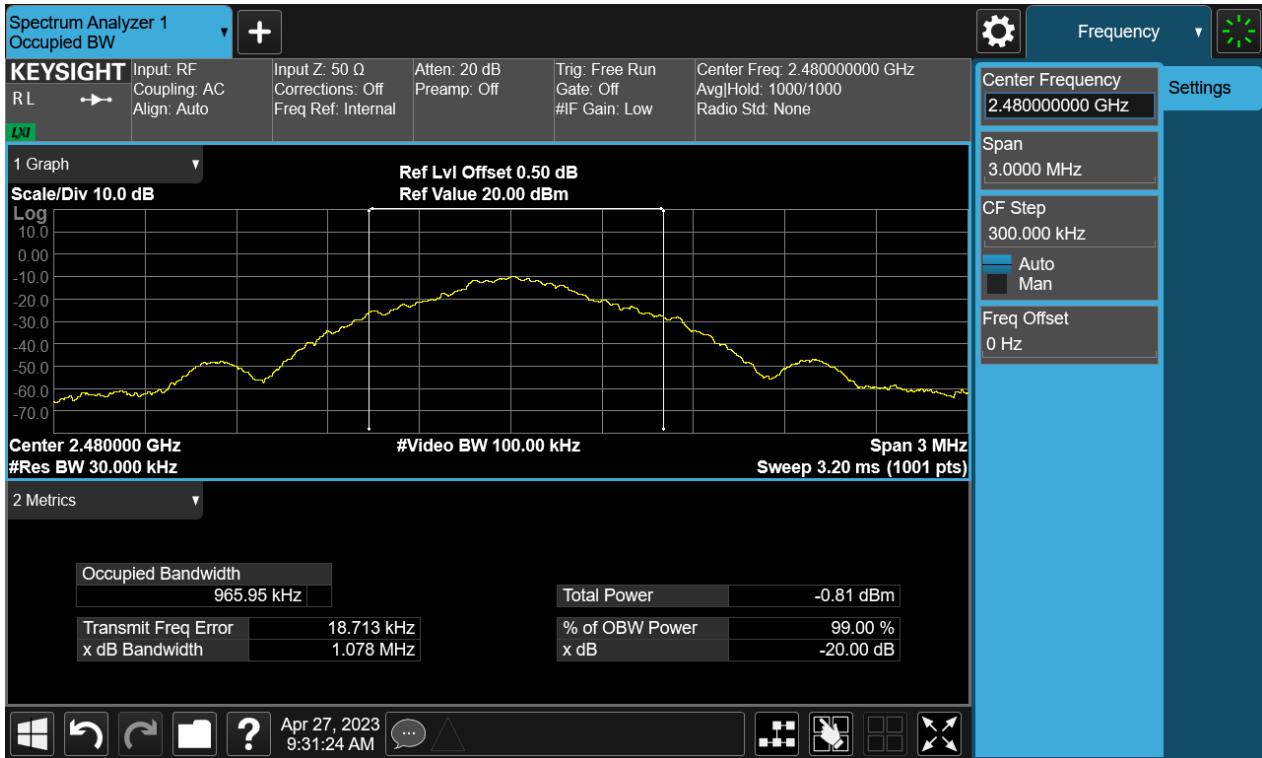 Spectrum Analyzer 1
Occupied BW
Frequency
KEYSIGHT
R L
LXI
Input: RF
Coupling: AC
Align: Auto
Input Z: 50 Ω
Corrections: Off
Freq Ref: Internal
Atten: 20 dB
Preamp: Off
Trig: Free Run
Gate: Off
#IF Gain: Low
Center Freq: 2.480000000 GHz
Avg|Hold: 1000/1000
Radio Std: None
Center Frequency
2.480000000 GHz
Settings
Span
3.0000 MHz
CF Step
300.000 kHz
Auto
Man
Freq Offset
0 Hz
1 Graph
Scale/Div 10.0 dB
Ref Lvl Offset 0.50 dB
Ref Value 20.00 dBm
Log
10.0
0.00
-10.0
-20.0
-30.0
-40.0
-50.0
-60.0
-70.0
Center 2.480000 GHz
#Video BW 100.00 kHz
Span 3 MHz
#Res BW 30.000 kHz
Sweep 3.20 ms (1001 pts)
2 Metrics
Occupied Bandwidth
965.95 kHz
Total Power -0.81 dBm
Transmit Freq Error 18.713 kHz
% of OBW Power 99.00 %
x dB Bandwidth 1.078 MHz
x dB -20.00 dB
?
Apr 27, 2023
9:31:24 AM